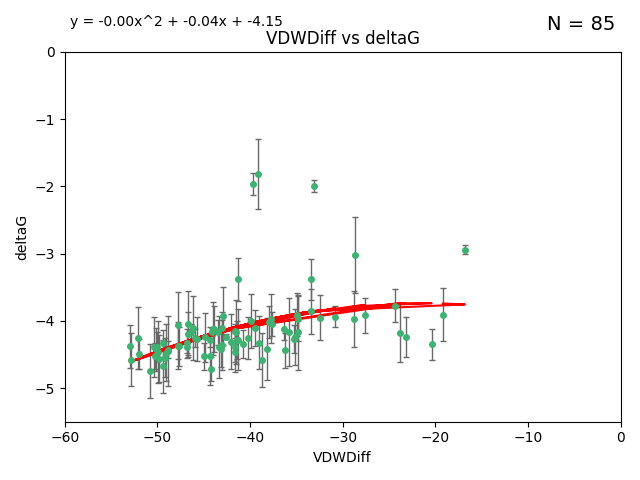 y = -0.00x^2 + -0.04x + -4.15
N = 85
VDWDiff vs deltaG
0
−1
−2
−3
−4
−5
deltaG
−60
−50
−40
−30
−20
−10
0
VDWDiff